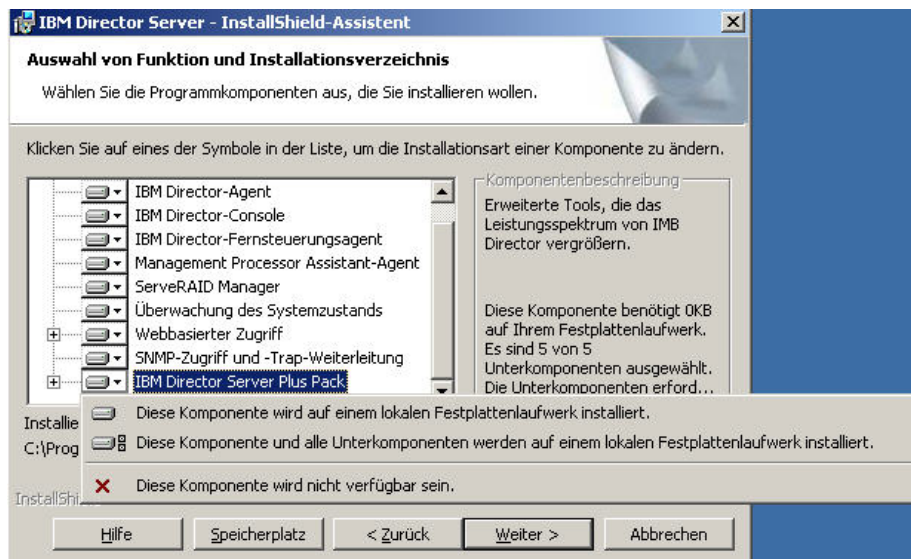 IBM Director Server - InstallShield-Assistent
Auswahl von Funktion und Installationsverzeichnis
Wählen Sie die Programmkomponenten aus, die Sie installieren wollen.
Klicken Sie auf eines der Symbole in der Liste, um die Installationsart einer Komponente zu ändern.
IBM Director-Agent
IBM Director-Console
IBM Director-Fernsteuerungsagent
Management Processor Assistant-Agent
ServeRAID Manager
Überwachung des Systemzustands
Webbasierter Zugriff
SNMP-Zugriff und -Trap-Weiterleitung
IBM Director Server Plus Pack
Komponentenbeschreibung
Erweiterte Tools, die das
Leistungsspektrum von IMB
Director vergrößern.
Diese Komponente benötigt 0KB
auf Ihrem Festplattenlaufwerk.
Es sind 5 von 5
Unterkomponenten ausgewählt.
Die Unterkomponenten erford...
Installie
C:\Prog
Diese Komponente wird auf einem lokalen Festplattenlaufwerk installiert.
Diese Komponente und alle Unterkomponenten werden auf einem lokalen Festplattenlaufwerk installiert.
Diese Komponente wird nicht verfügbar sein.
InstallShi
Hilfe
Speicherplatz
< Zurück
Weiter >
Abbrechen